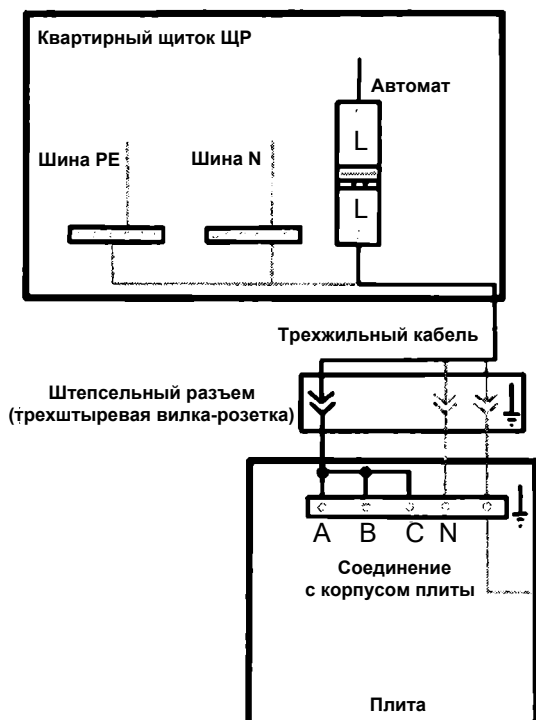 Квартирный щиток ЩР
Автомат
L
Шина PE
Шина N
L
Трехжильный кабель
Штепсельный разъем
(трехштыревая вилка-розетка)
A B C N
Соединение
с корпусом плиты
Плита